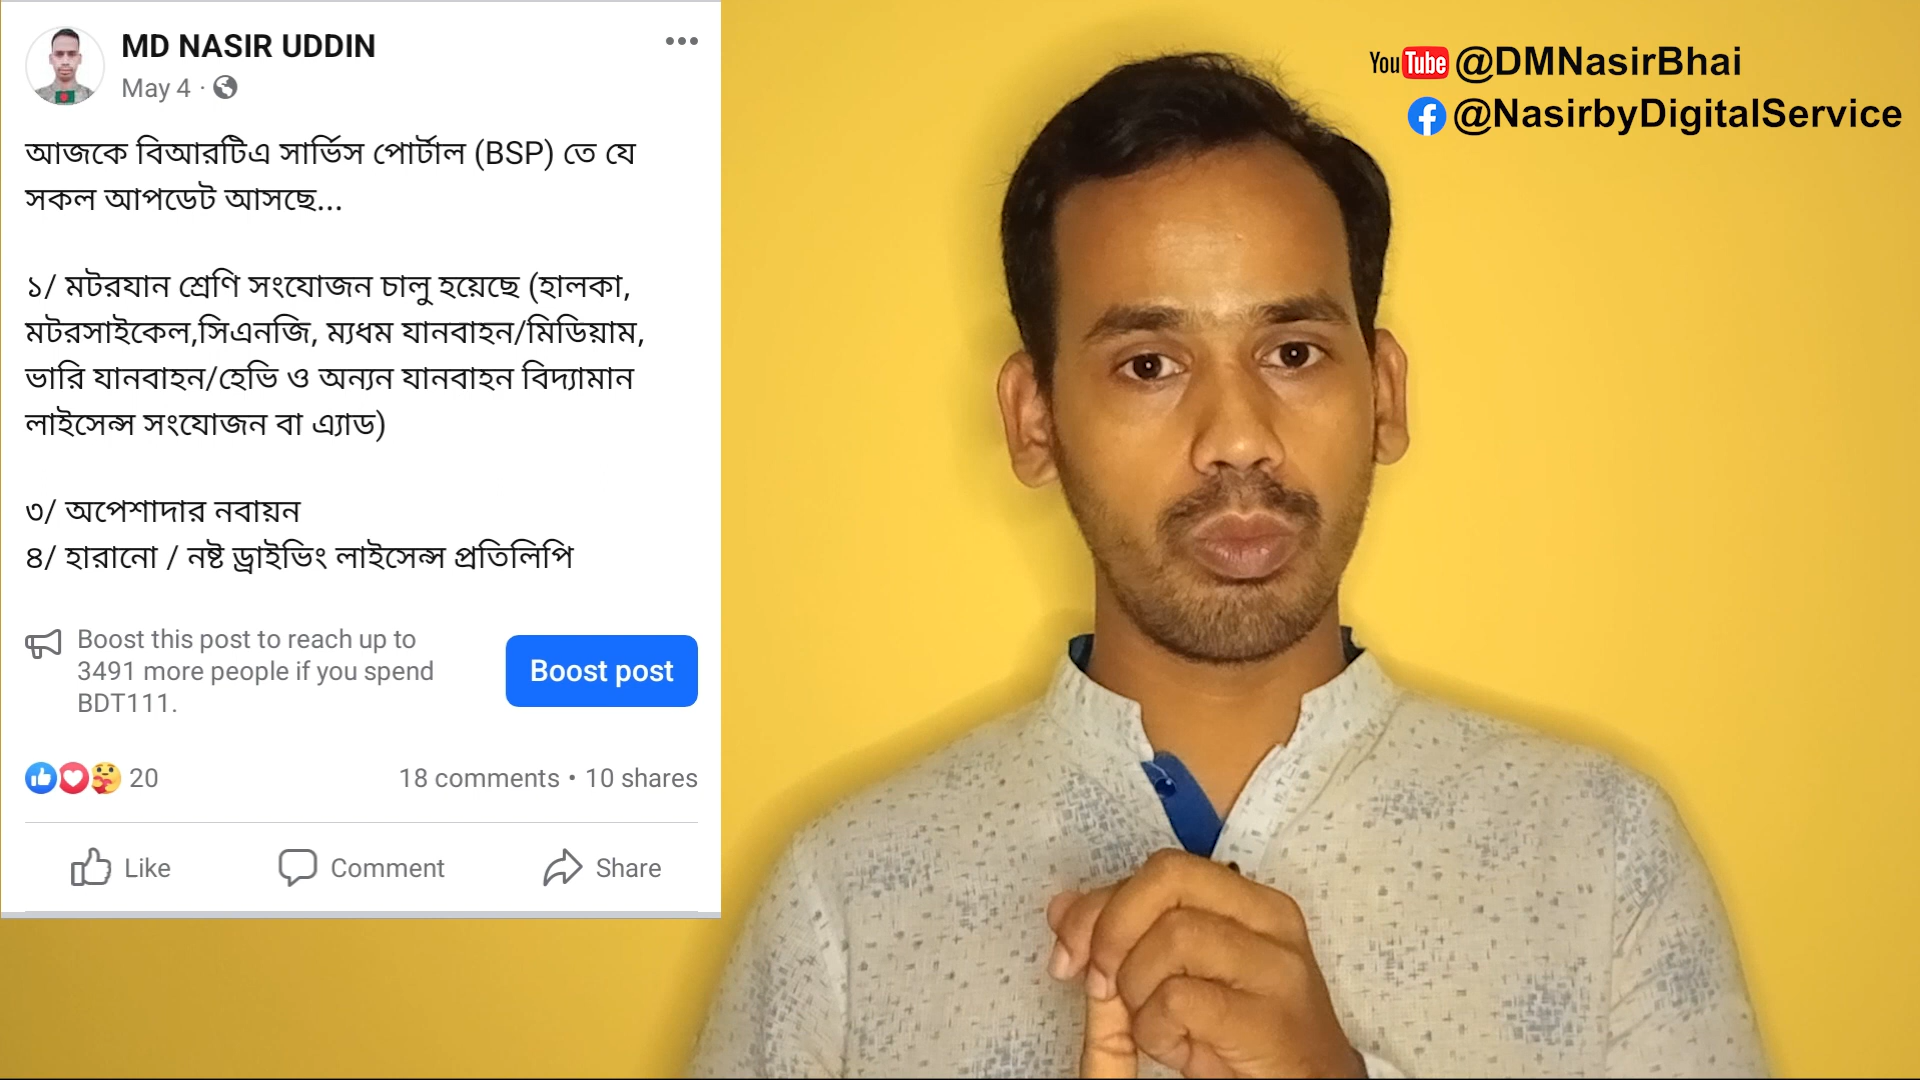 MD NASIR UDDIN
May 4 ·
আজকে বিআরটিএ সার্ভিস পোর্টাল (BSP) তে যে
সকল আপডেট আসছে...
১/ মটরযান শ্রেণি সংযোজন চালু হয়েছে (হালকা,
মটরসাইকেল,সিএনজি, ম্যধম যানবাহন/মিডিয়াম,
ভারি যানবাহন/হেভি ও অন্যন যানবাহন বিদ্যামান
লাইসেন্স সংযোজন বা এ্যাড)
৩/ অপেশাদার নবায়ন
৪/ হারানো / নষ্ট ড্রাইভিং লাইসেন্স প্রতিলিপি
Boost this post to reach up to
3491 more people if you spend
BDT111.
Boost post
20
18 comments • 10 shares
Like
Comment
Share
YouTube @DMNasirBhai
@NasirbyDigitalService